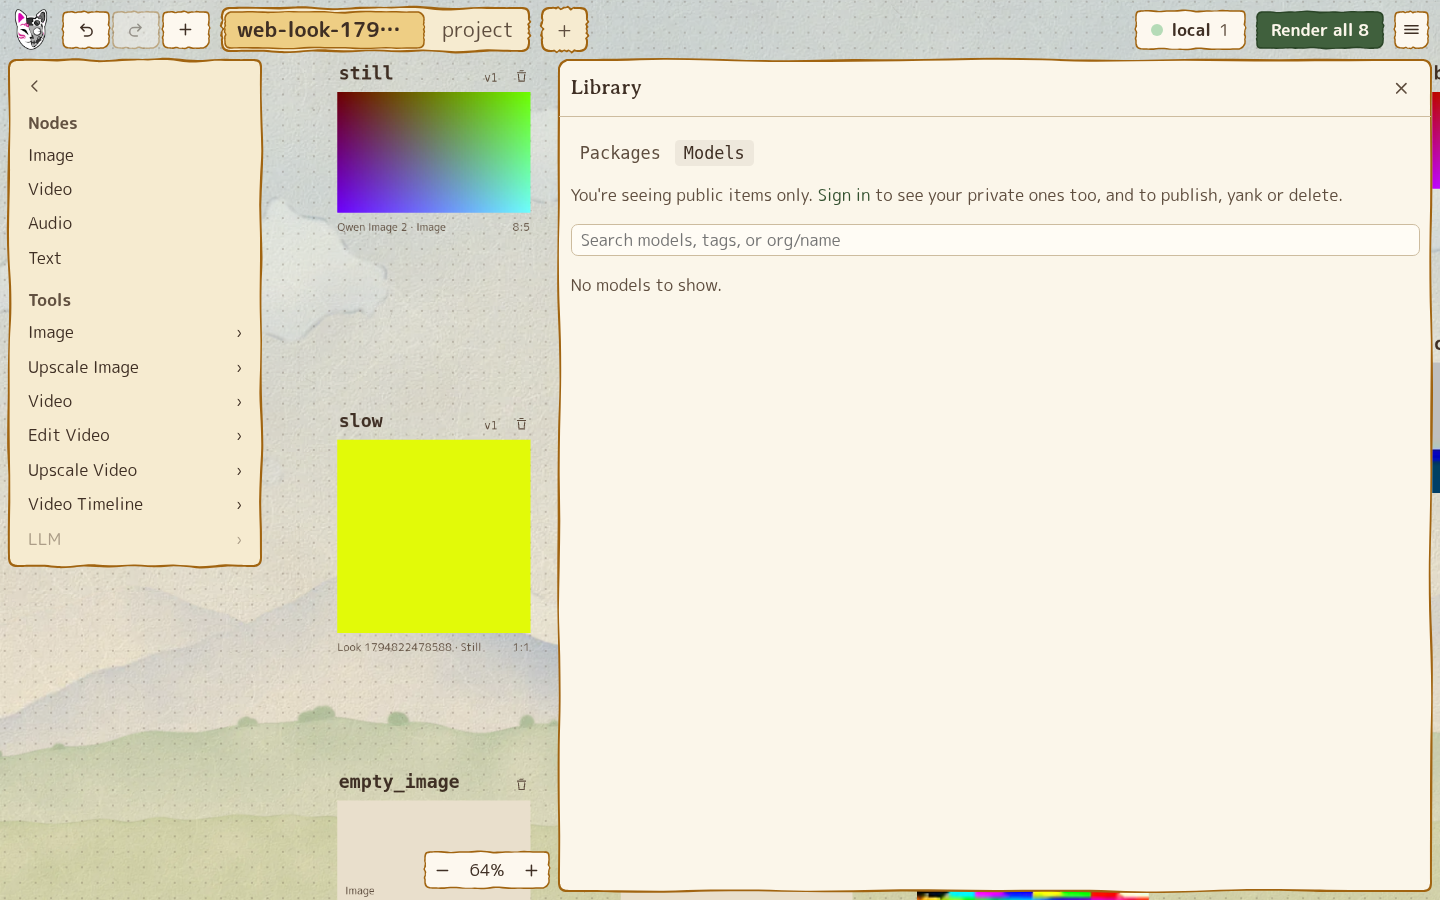 web-look-179···
project
local 1
Render all 8
Nodes
Image
Video
Audio
Text
Tools
Image
Upscale Image
Video
Edit Video
Upscale Video
Video Timeline
LLM
still
v1
Qwen Image 2 · Image
8:5
slow
v1
Look 1794822478588 · Still
1:1
empty_image
Image
64%
Library
Packages
Models
You're seeing public items only. Sign in to see your private ones too, and to publish, yank or delete.
Search models, tags, or org/name
No models to show.